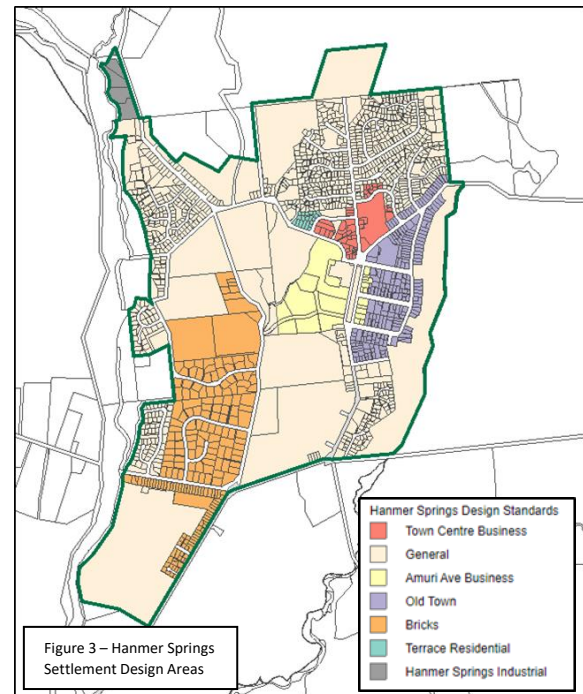 Hanmer Springs Design Standards
Town Centre Business
General
Amuri Ave Business
Old Town
Bricks
Terrace Residential
Hanmer Springs Industrial
Figure 3 – Hanmer Springs
Settlement Design Areas